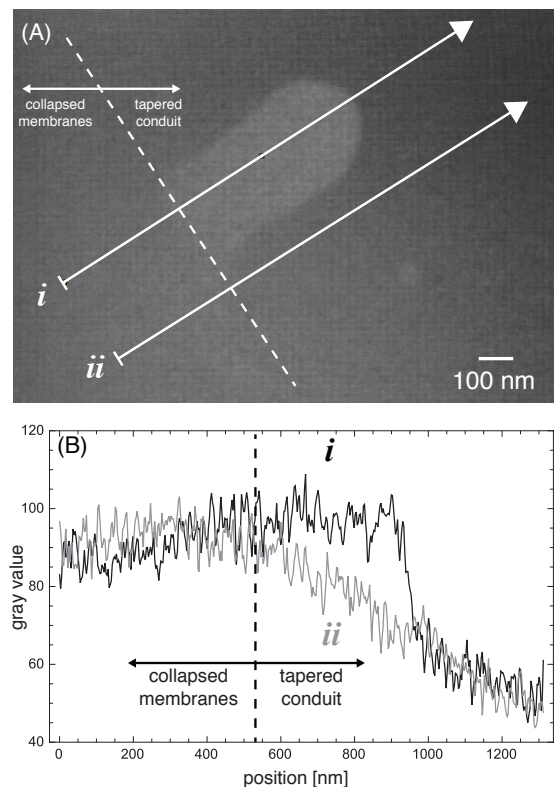 (A)
collapsed
membranes
tapered
conduit
i
ii
100 nm
(B)
120
100
80
60
40
gray value
i
ii
collapsed
membranes
tapered
conduit
0
200
400
600
800
1000
1200
position [nm]